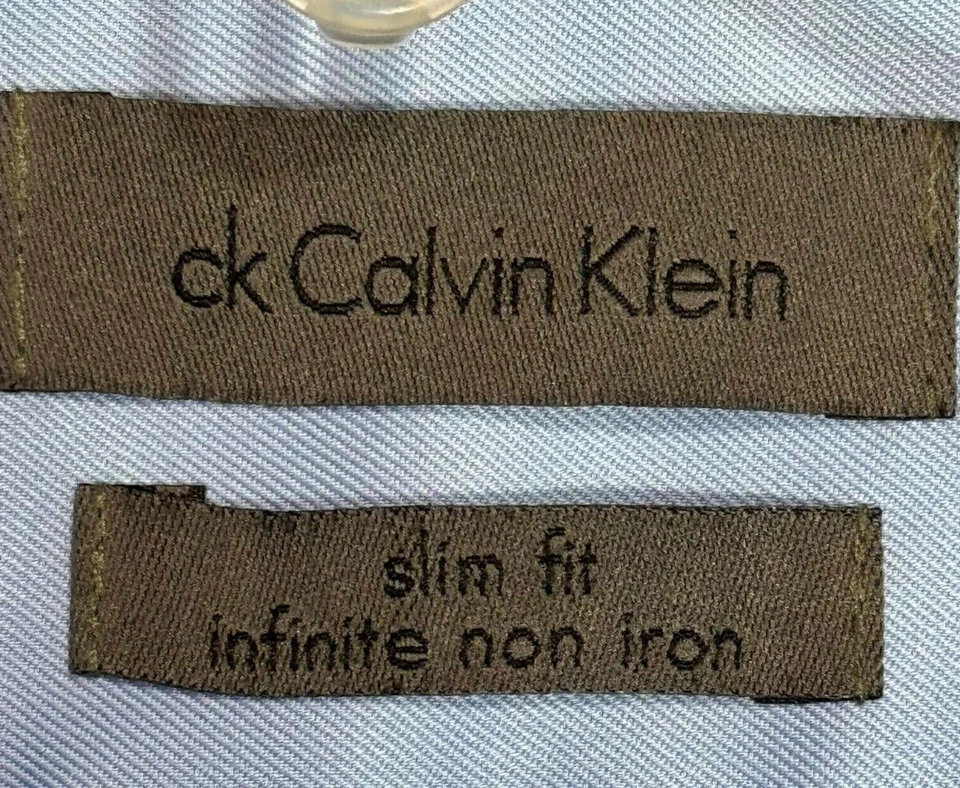 ck Calvin Klein
slim fit
infinite non iron